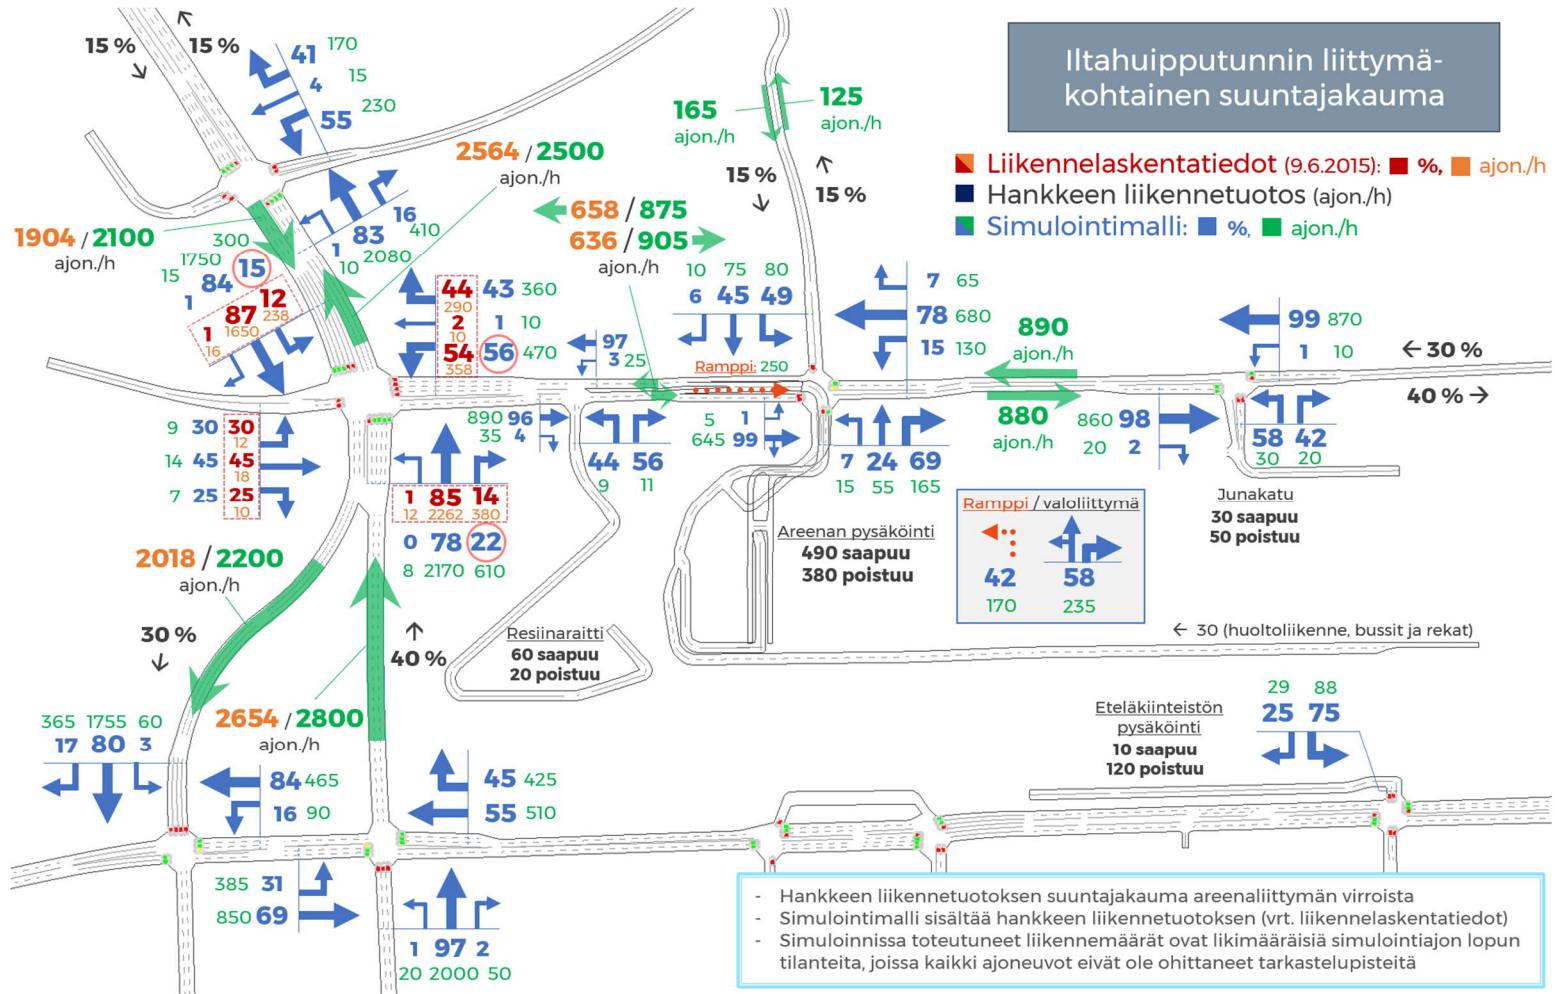 Iltahuipputunnin liittymä-
kohtainen suuntajakauma
Liikennelaskentatiedot (9.6.2015): %, ajon./h
Hankkeen liikennetuotos (ajon./h)
Simulointimalli: %, ajon./h
15 %
15 %
41 170
4 15
55 230
2564 / 2500
ajon./h
165
ajon./h
125
ajon./h
15 %
15 %
658 / 875
636 / 905
ajon./h
1904 / 2100
ajon./h
16 410
83 2080
1 10
300
1750
15
15
84
1
12
238
87
1650
1
16
44 43 360
290
2 1 10
10
54 56 470
358
97
3 25
10 75 80
6 45 49
Ramppi: 250
7 65
78 680
15 130
890
ajon./h
880
ajon./h
99 870
1 10
30 %
40 %
9 30 30
12
14 45 45
18
7 25 25
10
890 96
35 4
44 56
9 11
5 1
645 99
7 24 69
15 55 165
860 98
20 2
58 42
30 20
1 85 14
12 2262 380
0 78 22
8 2170 610
Areenan pysäköinti
490 saapuu
380 poistuu
Ramppi / valoliittymä
42 58
170 235
Junakatu
30 saapuu
50 poistuu
2018 / 2200
ajon./h
30 %
40 %
Resiinaraitti
60 saapuu
20 poistuu
← 30 (huoltoliikenne, bussit ja rekat)
2654 / 2800
ajon./h
365 1755 60
17 80 3
84 465
16 90
45 425
55 510
Eteläkiinteistön
pysäköinti
10 saapuu
120 poistuu
29 88
25 75
385 31
850 69
1 97 2
20 2000 50
- Hankkeen liikennetuotoksen suuntajakauma areenaliittymän virroista
- Simulointimalli sisältää hankkeen liikennetuotoksen (vrt. liikennelaskentatiedot)
- Simuloinnissa toteutuneet liikennemäärät ovat likimääräisiä simulointiajon lopun
tilanteita, joissa kaikki ajoneuvot eivät ole ohittaneet tarkastelupisteitä